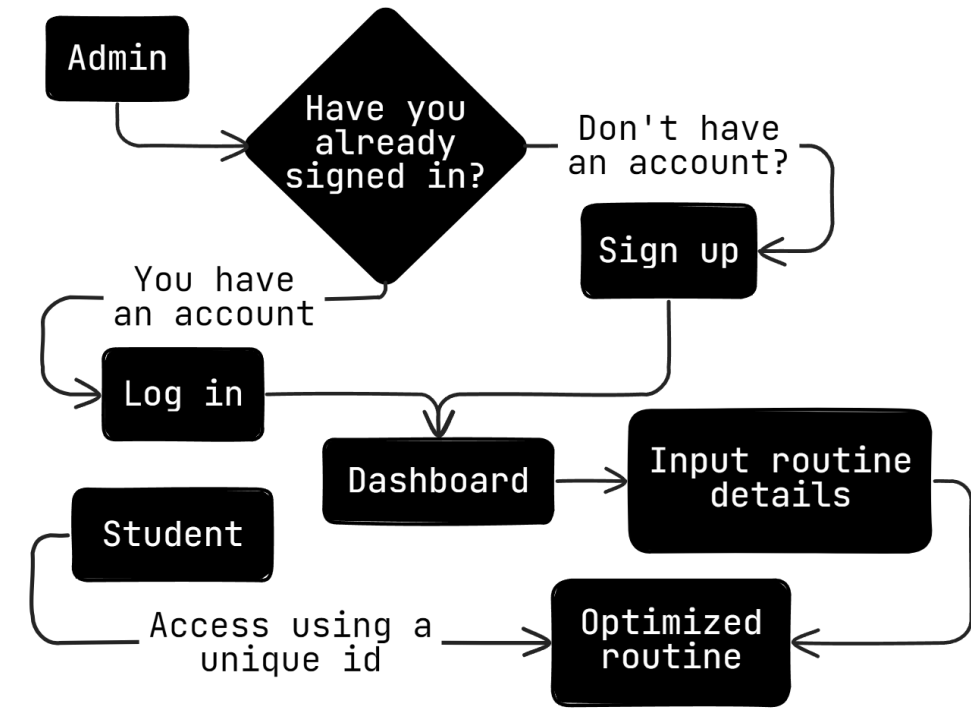 Admin
Have you
already
signed in?
Don't have
an account?
Sign up
You have
an account
Log in
Dashboard
Input routine
details
Student
Access using a
unique id
Optimized
routine